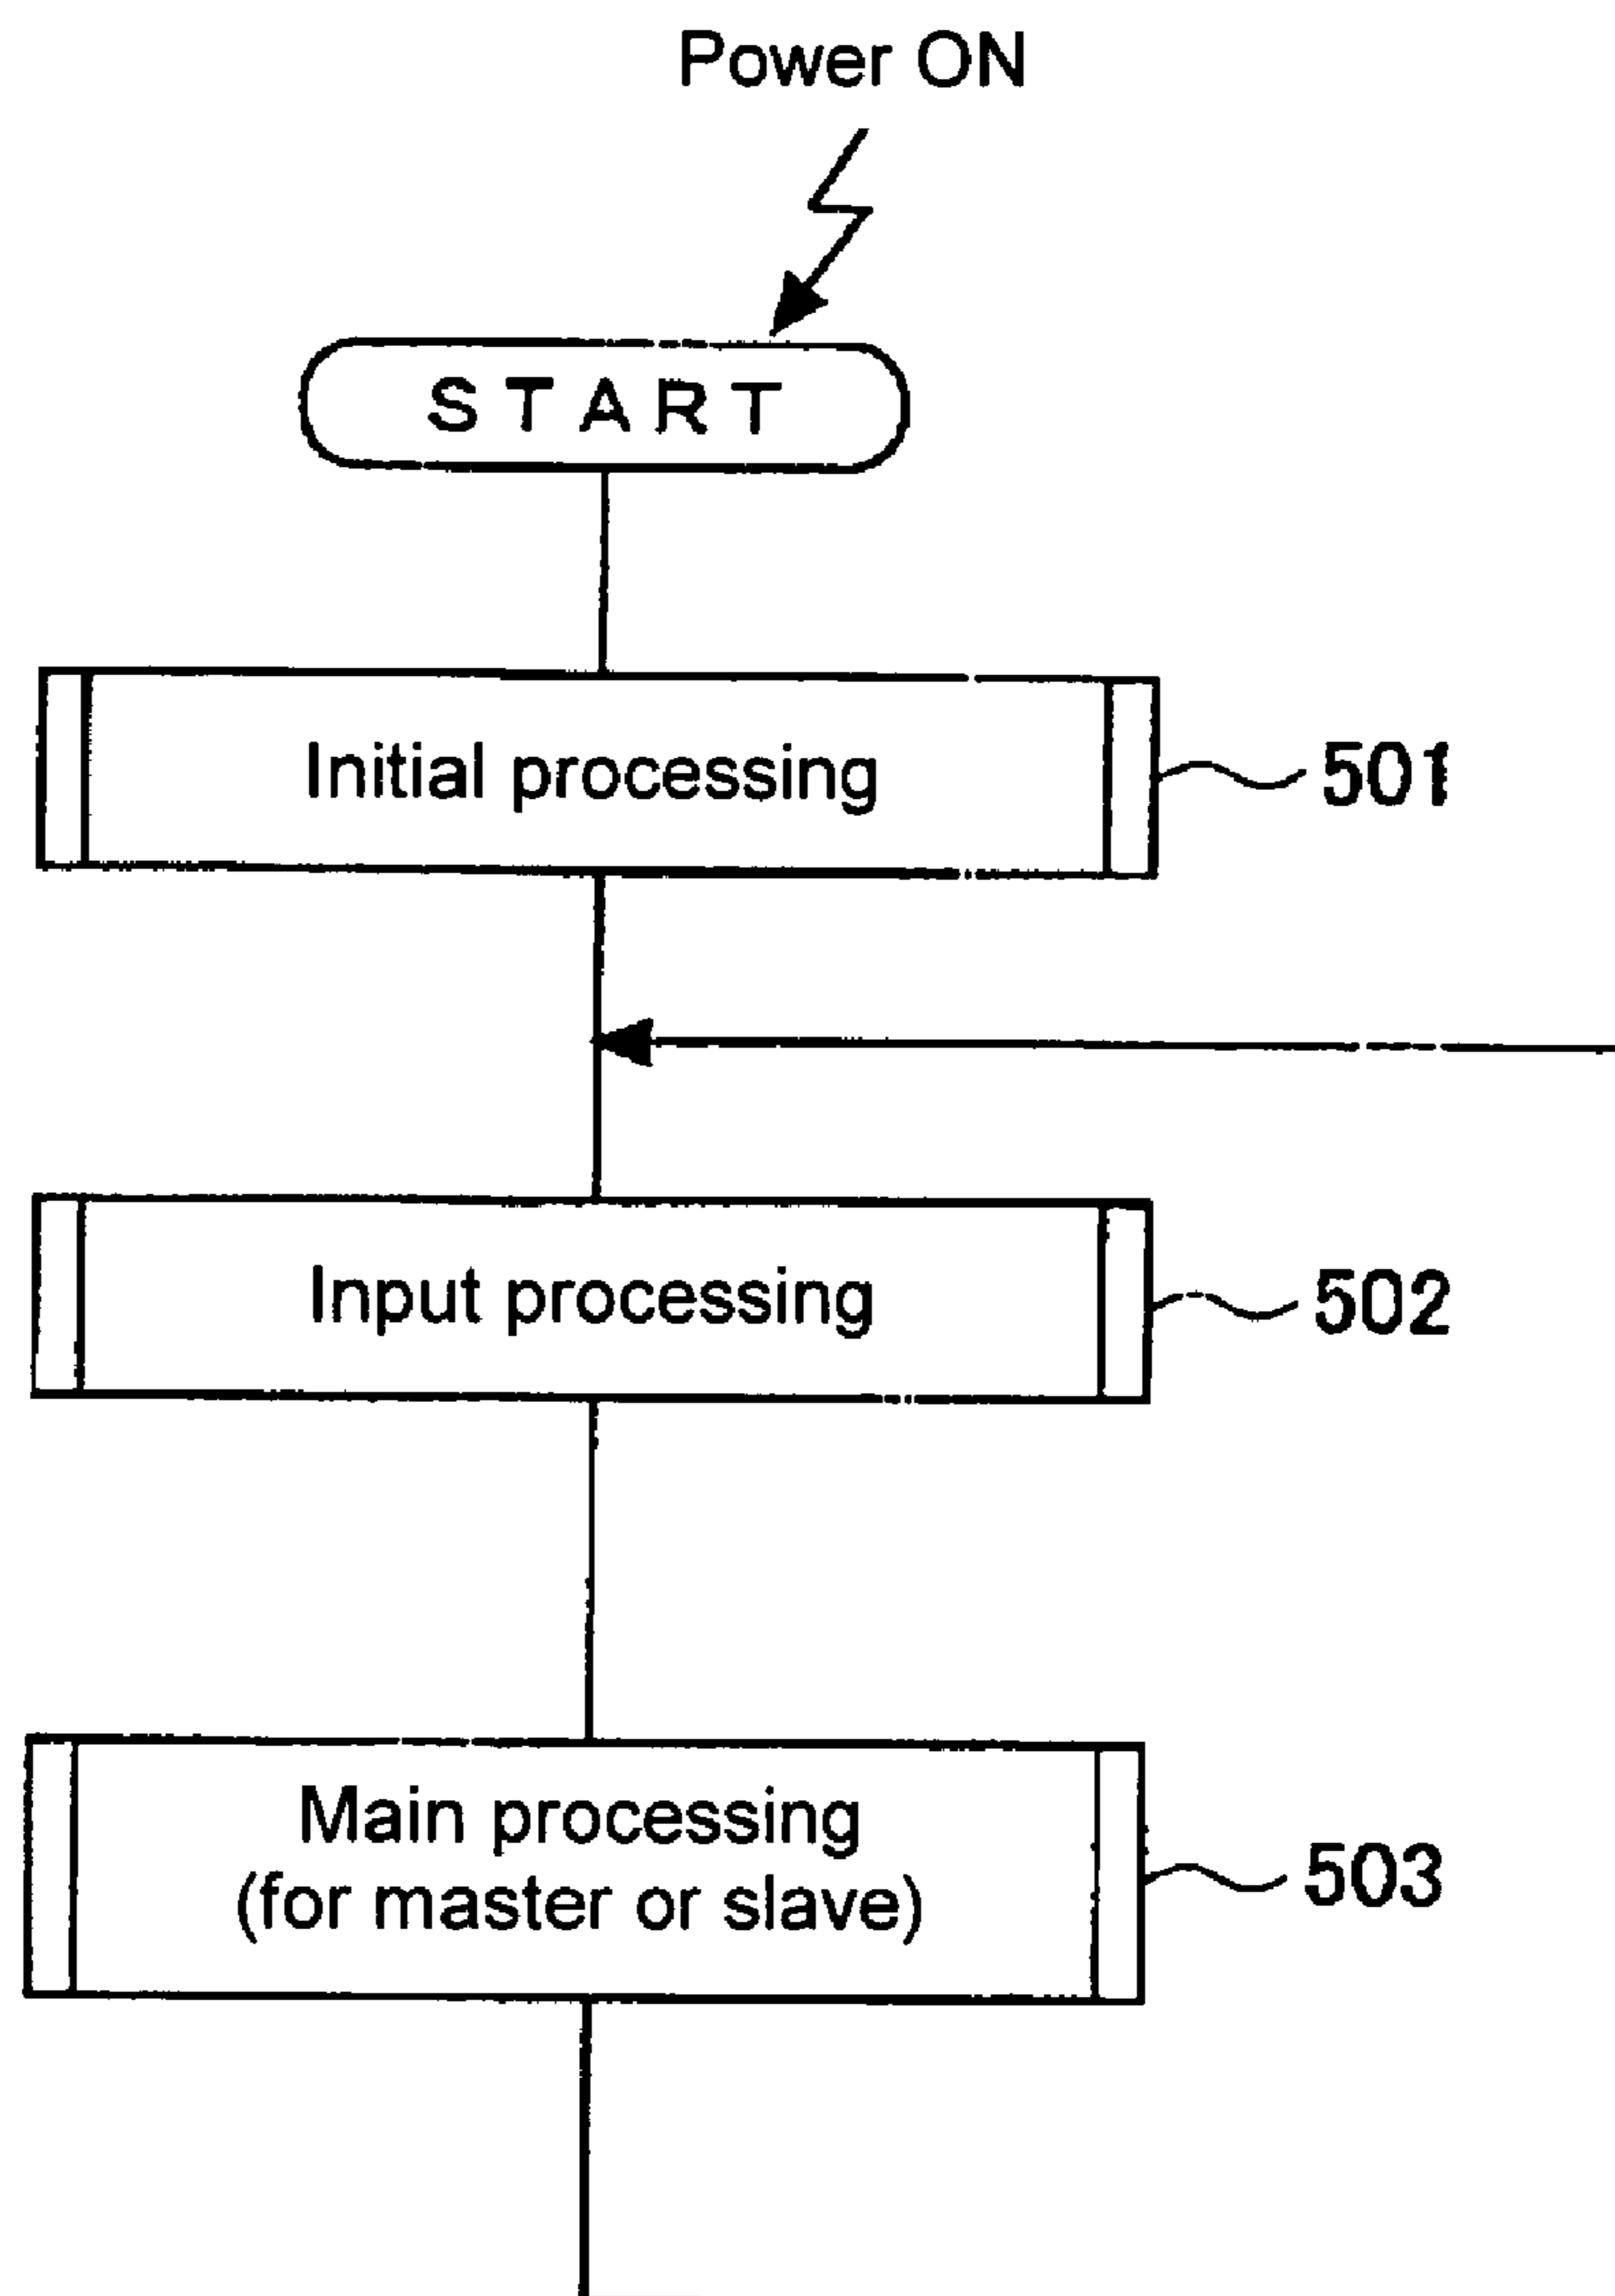 Power ON
START
Initial processing
501
Input processing
502
Main processing
(for master or slave)
503